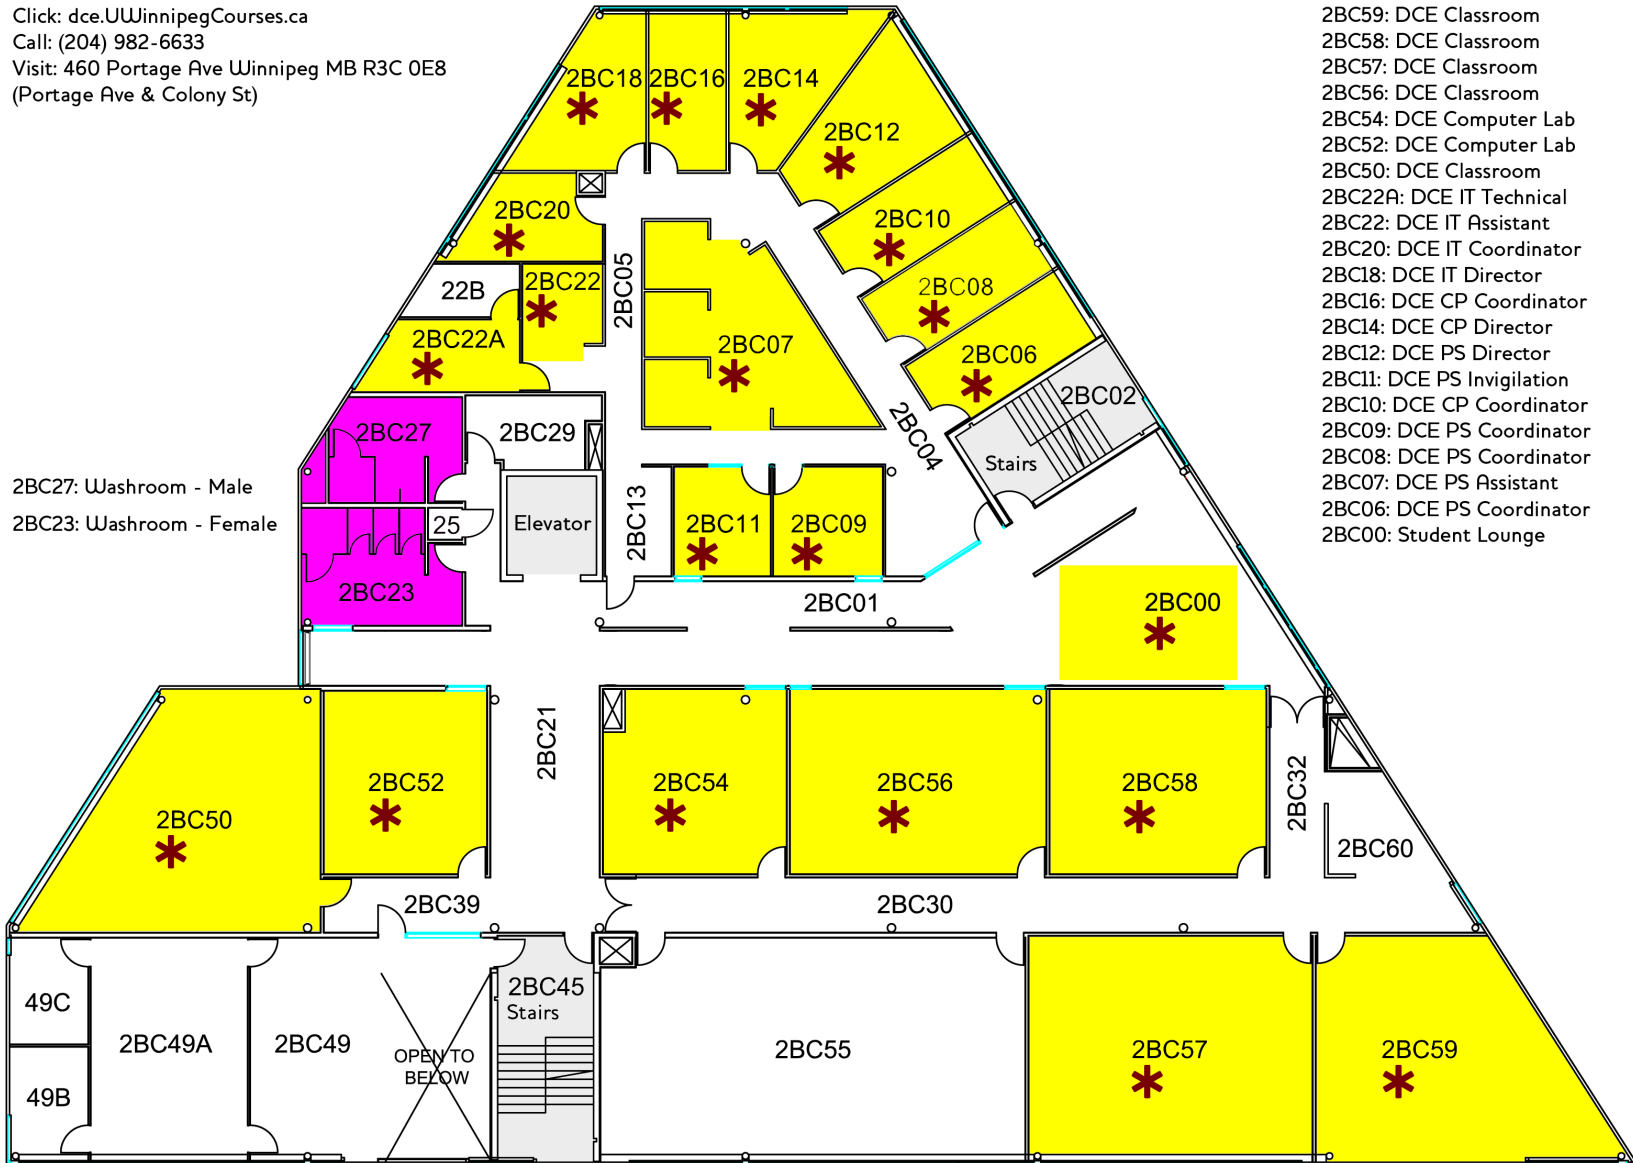 Click: dce.UWinnipegCourses.ca
Call: (204) 982-6633
Visit: 460 Portage Ave Winnipeg MB R3C 0E8
(Portage Ave & Colony St)
2BC59: DCE Classroom
2BC58: DCE Classroom
2BC57: DCE Classroom
2BC56: DCE Classroom
2BC54: DCE Computer Lab
2BC52: DCE Computer Lab
2BC50: DCE Classroom
2BC22A: DCE IT Technical
2BC22: DCE IT Assistant
2BC20: DCE IT Coordinator
2BC18: DCE IT Director
2BC16: DCE CP Coordinator
2BC14: DCE CP Director
2BC12: DCE PS Director
2BC11: DCE PS Invigilation
2BC10: DCE CP Coordinator
2BC09: DCE PS Coordinator
2BC08: DCE PS Coordinator
2BC07: DCE PS Assistant
2BC06: DCE PS Coordinator
2BC00: Student Lounge
2BC27: Washroom - Male
2BC23: Washroom - Female
2BC18
2BC16
2BC14
2BC12
2BC20
2BC10
22B
2BC22
2BC05
2BC08
2BC22A
2BC07
2BC06
2BC02
2BC27
2BC29
2BC04
Stairs
25
Elevator
2BC13
2BC11
2BC09
2BC23
2BC01
2BC00
2BC21
2BC52
2BC54
2BC56
2BC58
2BC32
2BC50
2BC60
2BC39
2BC30
49C
2BC45
Stairs
2BC49A
2BC49
OPEN TO
BELOW
2BC55
2BC57
2BC59
49B